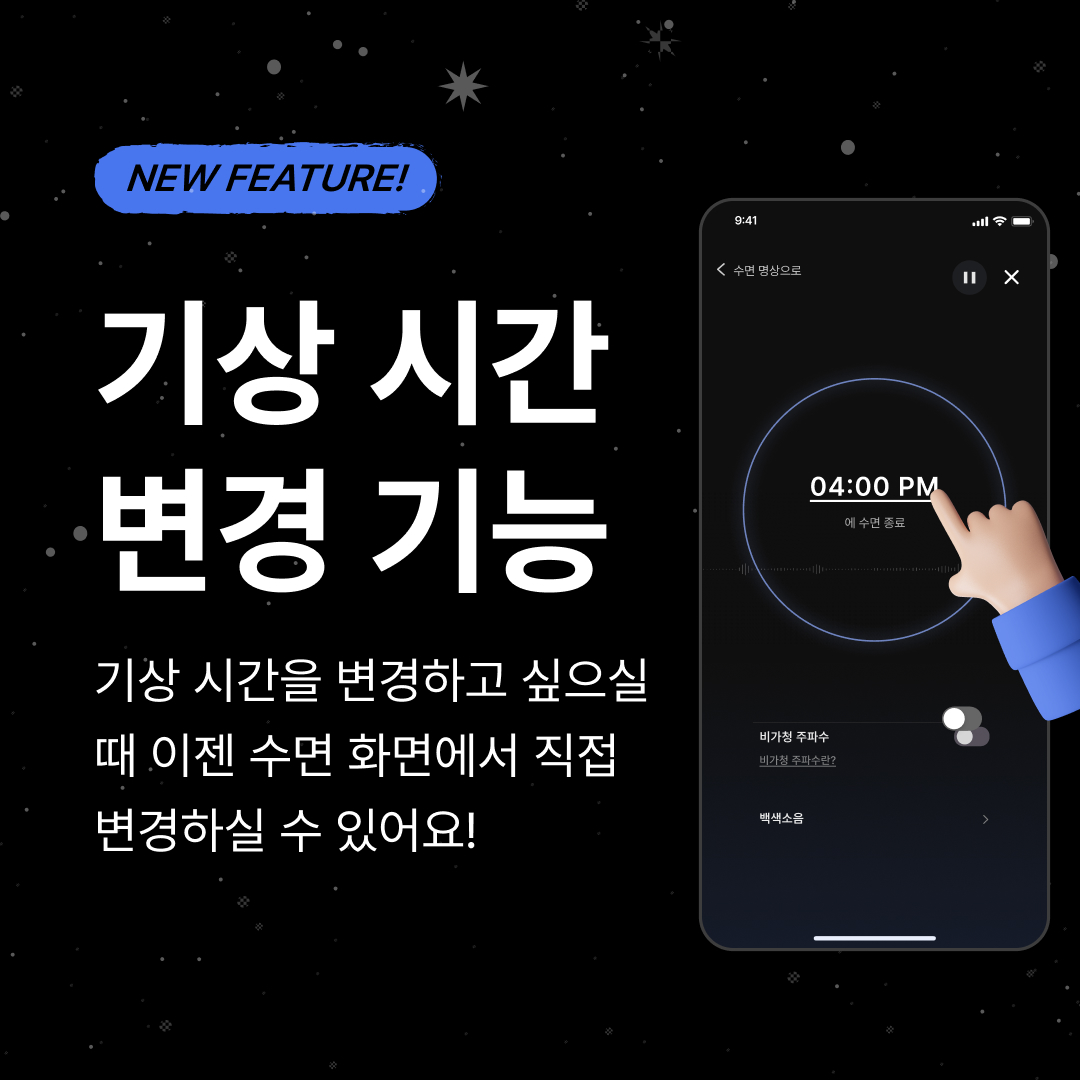 NEW FEATURE!
기상 시간
변경 기능
기상 시간을 변경하고 싶으실
때 이젠 수면 화면에서 직접
변경하실 수 있어요!
9:41
수면 명상으로
04:00 PM
에 수면 종료
비가청 주파수
비가청 주파수란?
백색소음